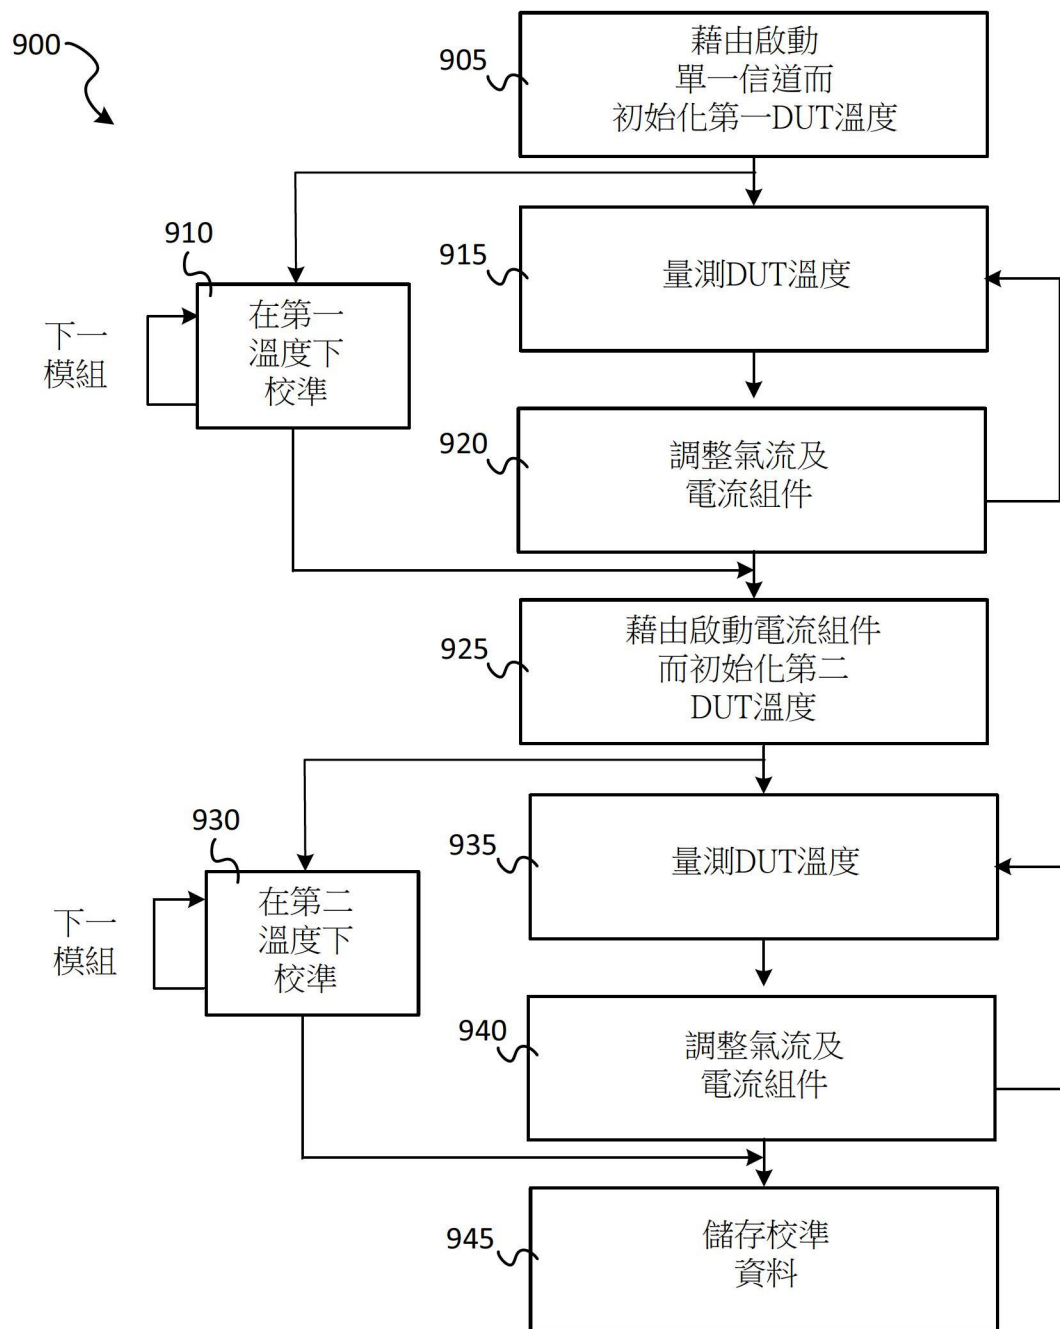 900
905
藉由啟動
單一信道而
初始化第一DUT溫度
910
在第一
溫度下
校準
下一
模組
915
量測DUT溫度
920
調整氣流及
電流組件
925
藉由啟動電流組件
而初始化第二
DUT溫度
930
在第二
溫度下
校準
下一
模組
935
量測DUT溫度
940
調整氣流及
電流組件
945
儲存校準
資料